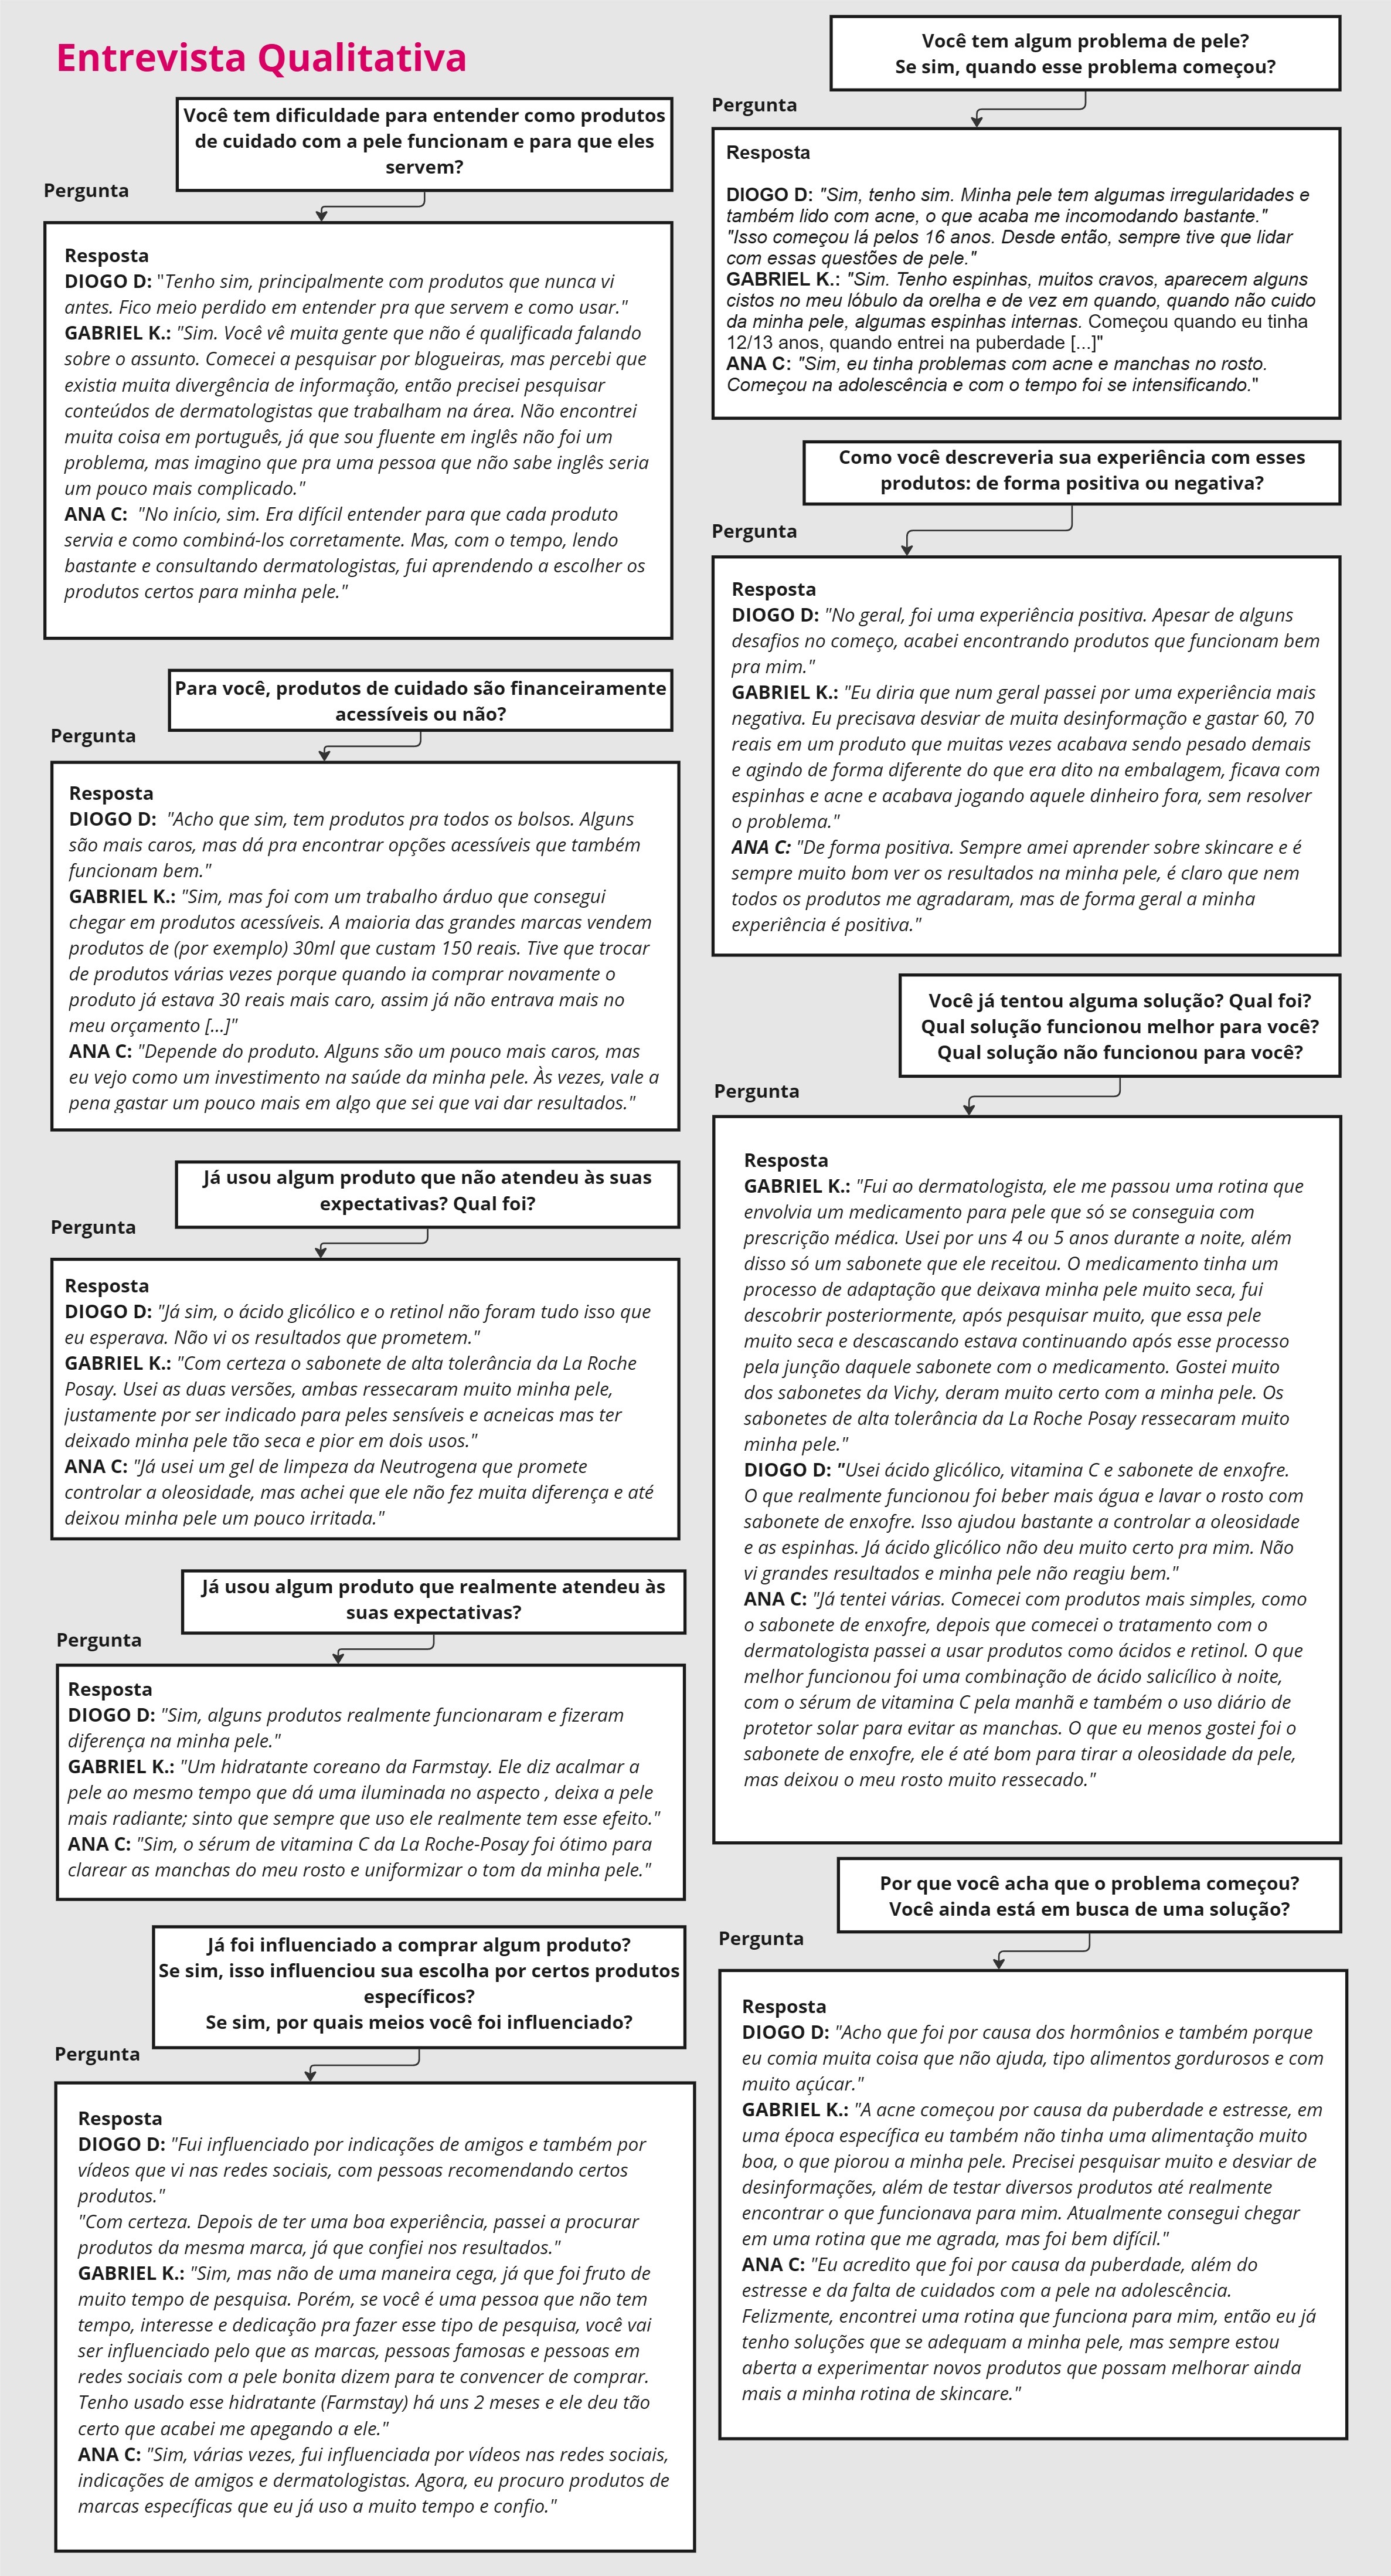 Entrevista Qualitativa
Você tem dificuldade para entender como produtos
de cuidado com a pele funcionam e para que eles
servem?
Pergunta
Resposta
DIOGO D: "Tenho sim, principalmente com produtos que nunca vi
antes. Fico meio perdido em entender pra que servem e como usar."
GABRIEL K.: "Sim. Você vê muita gente que não é qualificada falando
sobre o assunto. Comecei a pesquisar por blogueiras, mas percebi que
existia muita divergência de informação, então precisei pesquisar
conteúdos de dermatologistas que trabalham na área. Não encontrei
muita coisa em português, já que sou fluente em inglês não foi um
problema, mas imagino que pra uma pessoa que não sabe inglês seria
um pouco mais complicado."
ANA C: "No início, sim. Era difícil entender para que cada produto
servia e como combiná-los corretamente. Mas, com o tempo, lendo
bastante e consultando dermatologistas, fui aprendendo a escolher os
produtos certos para minha pele."
Para você, produtos de cuidado são financeiramente
acessíveis ou não?
Pergunta
Resposta
DIOGO D: "Acho que sim, tem produtos pra todos os bolsos. Alguns
são mais caros, mas dá pra encontrar opções acessíveis que também
funcionam bem."
GABRIEL K.: "Sim, mas foi com um trabalho árduo que consegui
chegar em produtos acessíveis. A maioria das grandes marcas vendem
produtos de (por exemplo) 30ml que custam 150 reais. Tive que trocar
de produtos várias vezes porque quando ia comprar novamente o
produto já estava 30 reais mais caro, assim já não entrava mais no
meu orçamento [...]"
ANA C: "Depende do produto. Alguns são um pouco mais caros, mas
eu vejo como um investimento na saúde da minha pele. Às vezes, vale a
pena gastar um pouco mais em algo que sei que vai dar resultados."
Já usou algum produto que não atendeu às suas
expectativas? Qual foi?
Pergunta
Resposta
DIOGO D: "Já sim, o ácido glicólico e o retinol não foram tudo isso que
eu esperava. Não vi os resultados que prometem."
GABRIEL K.: "Com certeza o sabonete de alta tolerância da La Roche
Posay. Usei as duas versões, ambas ressecaram muito minha pele,
justamente por ser indicado para peles sensíveis e acneicas mas ter
deixado minha pele tão seca e pior em dois usos."
ANA C: "Já usei um gel de limpeza da Neutrogena que promete
controlar a oleosidade, mas achei que ele não fez muita diferença e até
deixou minha pele um pouco irritada."
Já usou algum produto que realmente atendeu às
suas expectativas?
Pergunta
Resposta
DIOGO D: "Sim, alguns produtos realmente funcionaram e fizeram
diferença na minha pele."
GABRIEL K.: "Um hidratante coreano da Farmstay. Ele diz acalmar a
pele ao mesmo tempo que dá uma iluminada no aspecto , deixa a pele
mais radiante; sinto que sempre que uso ele realmente tem esse efeito."
ANA C: "Sim, o sérum de vitamina C da La Roche-Posay foi ótimo para
clarear as manchas do meu rosto e uniformizar o tom da minha pele."
Já foi influenciado a comprar algum produto?
Se sim, isso influenciou sua escolha por certos produtos
específicos?
Se sim, por quais meios você foi influenciado?
Pergunta
Resposta
DIOGO D: "Fui influenciado por indicações de amigos e também por
vídeos que vi nas redes sociais, com pessoas recomendando certos
produtos."
"Com certeza. Depois de ter uma boa experiência, passei a procurar
produtos da mesma marca, já que confiei nos resultados."
GABRIEL K.: "Sim, mas não de uma maneira cega, já que foi fruto de
muito tempo de pesquisa. Porém, se você é uma pessoa que não tem
tempo, interesse e dedicação pra fazer esse tipo de pesquisa, você vai
ser influenciado pelo que as marcas, pessoas famosas e pessoas em
redes sociais com a pele bonita dizem para te convencer de comprar.
Tenho usado esse hidratante (Farmstay) há uns 2 meses e ele deu tão
certo que acabei me apegando a ele."
ANA C: "Sim, várias vezes, fui influenciada por vídeos nas redes sociais,
indicações de amigos e dermatologistas. Agora, eu procuro produtos de
marcas específicas que eu já uso a muito tempo e confio."
Você tem algum problema de pele?
Se sim, quando esse problema começou?
Pergunta
Resposta
DIOGO D: "Sim, tenho sim. Minha pele tem algumas irregularidades e
também lido com acne, o que acaba me incomodando bastante."
"Isso começou lá pelos 16 anos. Desde então, sempre tive que lidar
com essas questões de pele."
GABRIEL K.: "Sim. Tenho espinhas, muitos cravos, aparecem alguns
cistos no meu lóbulo da orelha e de vez em quando, quando não cuido
da minha pele, algumas espinhas internas. Começou quando eu tinha
12/13 anos, quando entrei na puberdade [...]"
ANA C: "Sim, eu tinha problemas com acne e manchas no rosto.
Começou na adolescência e com o tempo foi se intensificando."
Como você descreveria sua experiência com esses
produtos: de forma positiva ou negativa?
Pergunta
Resposta
DIOGO D: "No geral, foi uma experiência positiva. Apesar de alguns
desafios no começo, acabei encontrando produtos que funcionam bem
pra mim."
GABRIEL K.: "Eu diria que num geral passei por uma experiência mais
negativa. Eu precisava desviar de muita desinformação e gastar 60, 70
reais em um produto que muitas vezes acabava sendo pesado demais
e agindo de forma diferente do que era dito na embalagem, ficava com
espinhas e acne e acabava jogando aquele dinheiro fora, sem resolver
o problema."
ANA C: "De forma positiva. Sempre amei aprender sobre skincare e é
sempre muito bom ver os resultados na minha pele, é claro que nem
todos os produtos me agradaram, mas de forma geral a minha
experiência é positiva."
Você já tentou alguma solução? Qual foi?
Qual solução funcionou melhor para você?
Qual solução não funcionou para você?
Pergunta
Resposta
GABRIEL K.: "Fui ao dermatologista, ele me passou uma rotina que
envolvia um medicamento para pele que só se conseguia com
prescrição médica. Usei por uns 4 ou 5 anos durante a noite, além
disso só um sabonete que ele receitou. O medicamento tinha um
processo de adaptação que deixava minha pele muito seca, fui
descobrir posteriormente, após pesquisar muito, que essa pele
muito seca e descascando estava continuando após esse processo
pela junção daquele sabonete com o medicamento. Gostei muito
dos sabonetes da Vichy, deram muito certo com a minha pele. Os
sabonetes de alta tolerância da La Roche Posay ressecaram muito
minha pele."
DIOGO D: "Usei ácido glicólico, vitamina C e sabonete de enxofre.
O que realmente funcionou foi beber mais água e lavar o rosto com
sabonete de enxofre. Isso ajudou bastante a controlar a oleosidade
e as espinhas. Já ácido glicólico não deu muito certo pra mim. Não
vi grandes resultados e minha pele não reagiu bem."
ANA C: "Já tentei várias. Comecei com produtos mais simples, como
o sabonete de enxofre, depois que comecei o tratamento com o
dermatologista passei a usar produtos como ácidos e retinol. O que
melhor funcionou foi uma combinação de ácido salicílico à noite,
com o sérum de vitamina C pela manhã e também o uso diário de
protetor solar para evitar as manchas. O que eu menos gostei foi o
sabonete de enxofre, ele é até bom para tirar a oleosidade da pele,
mas deixou o meu rosto muito ressecado."
Por que você acha que o problema começou?
Você ainda está em busca de uma solução?
Pergunta
Resposta
DIOGO D: "Acho que foi por causa dos hormônios e também porque
eu comia muita coisa que não ajuda, tipo alimentos gordurosos e com
muito açúcar."
GABRIEL K.: "A acne começou por causa da puberdade e estresse, em
uma época específica eu também não tinha uma alimentação muito
boa, o que piorou a minha pele. Precisei pesquisar muito e desviar de
desinformações, além de testar diversos produtos até realmente
encontrar o que funcionava para mim. Atualmente consegui chegar
em uma rotina que me agrada, mas foi bem difícil."
ANA C: "Eu acredito que foi por causa da puberdade, além do
estresse e da falta de cuidados com a pele na adolescência.
Felizmente, encontrei uma rotina que funciona para mim, então eu já
tenho soluções que se adequam a minha pele, mas sempre estou
aberta a experimentar novos produtos que possam melhorar ainda
mais a minha rotina de skincare."